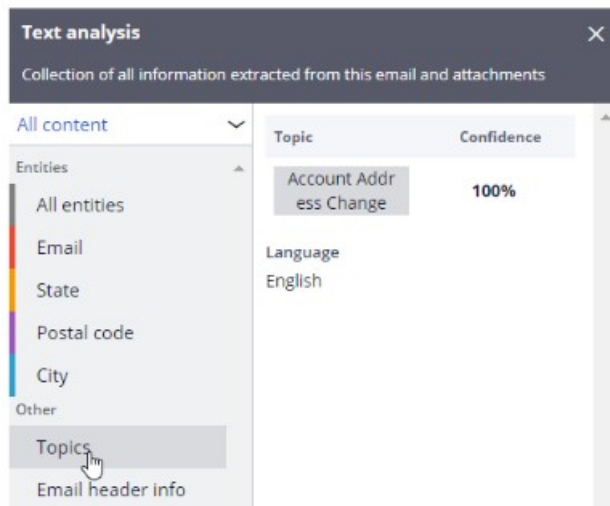 Text analysis
Collection of all information extracted from this email and attachments
All content
Entities
All entities
Email
State
Postal code
City
Other
Topics
Email header info
Topic Confidence
Account Addr
ess Change
100%
Language
English